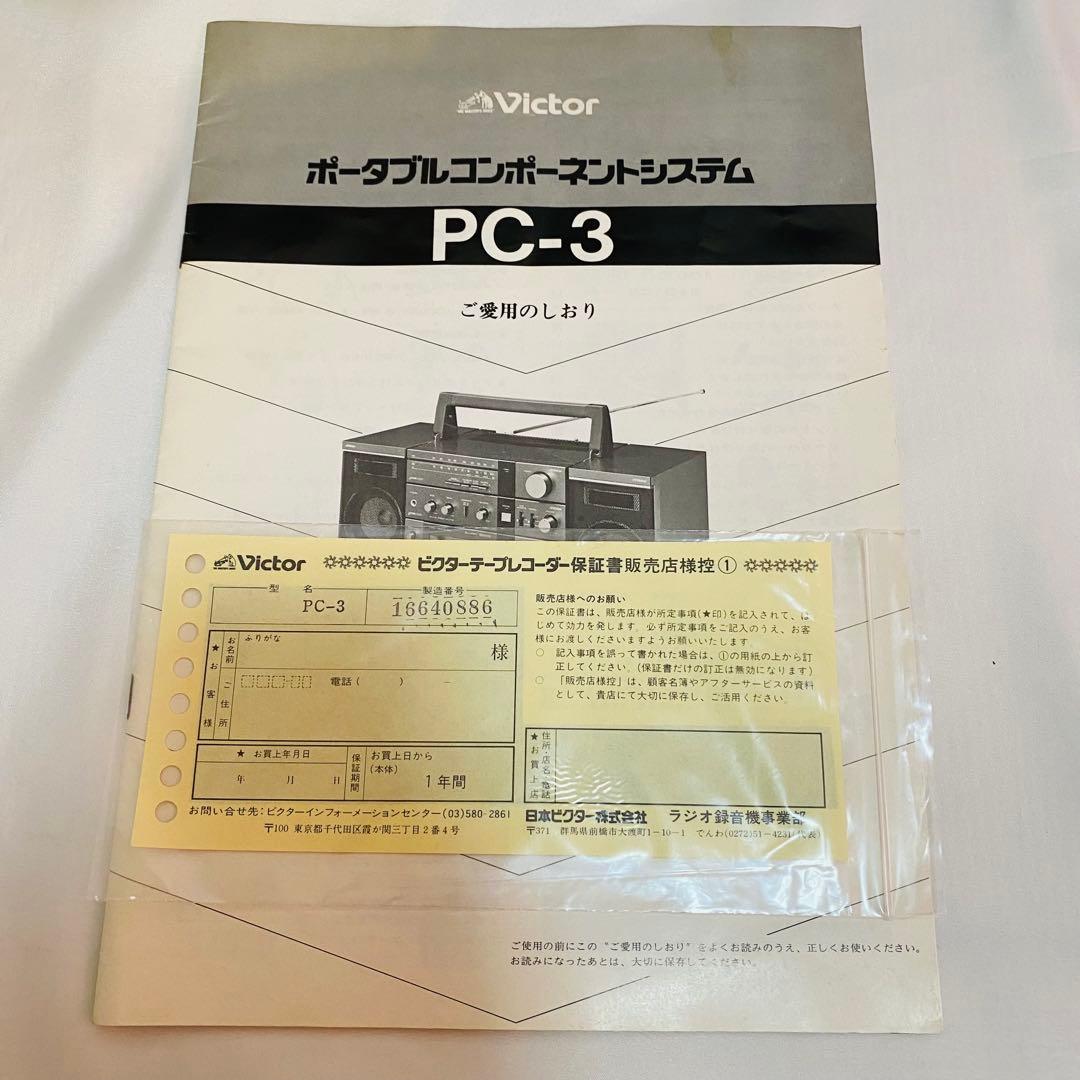 Victor
ポータブルコンポーネントシステム
PC-3
ご愛用のしおり
Victor ビクターテープレコーダー保証書販売店様控①
型名 PC-3
製造番号 16640886
★お客様
ふりがな
お名前 様
ご住所
電話( ) －
★ お買上年月日
年 月 日
保証期間
お買上日から
(本体) 1年間
販売店様へのお願い
この保証書は、販売店様が所定事項(★印)を記入されて、は
じめて効力を発します。必ず所定事項をご記入のうえ、お客
様にお渡しくださいますようお願いいたします。
○ 記入事項を誤って書かれた場合は、①の用紙の上から訂
正してください。(保証書だけの訂正は無効になります)
○ 「販売店様控」は、顧客名簿やアフターサービスの資料
として、貴店にて大切に保存し、ご活用ください。
★お買上店
住所・店名・電話
お問い合せ先：ビクターインフォーメーションセンター(03)580-2861
〒100 東京都千代田区霞が関三丁目2番4号
日本ビクター株式会社 ラジオ録音機事業部
〒371 群馬県前橋市大渡町1-10-1 でんわ(0272)51-4231(代表)
ご使用の前にこの“ご愛用のしおり”をよくお読みのうえ、正しくお使いください。
お読みになったあとは、大切に保存してください。